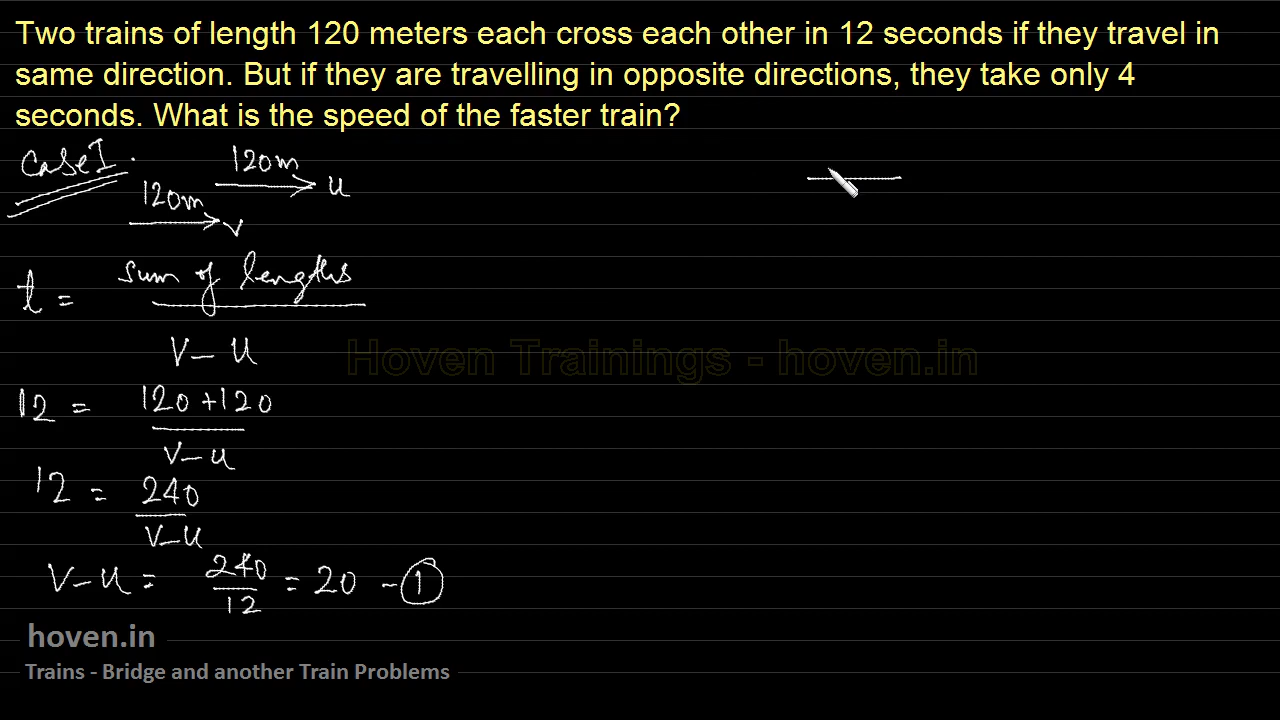 Two trains of length 120 meters each cross each other in 12 seconds if they travel in
same direction. But if they are travelling in opposite directions, they take only 4
seconds. What is the speed of the faster train?
Case I.
120m
u
120m
v
t = sum of lengths
v - u
Hoven Trainings - hoven.in
12 = 120 + 120
v - u
12 = 240
v - u
v - u = 240
12
= 20 - 1
hoven.in
Trains - Bridge and another Train Problems